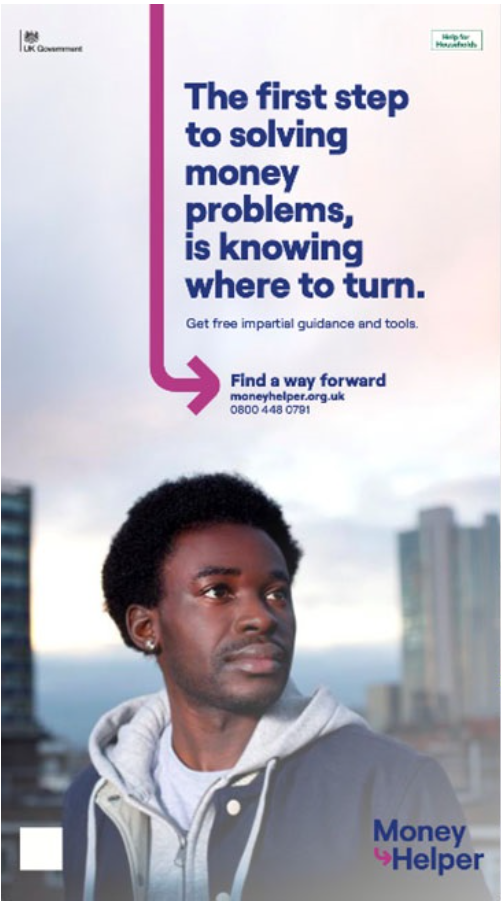 UK Government
Help for
Households
The first step
to solving
money
problems,
is knowing
where to turn.
Get free impartial guidance and tools.
Find a way forward
moneyhelper.org.uk
0800 448 0791
Money
Helper